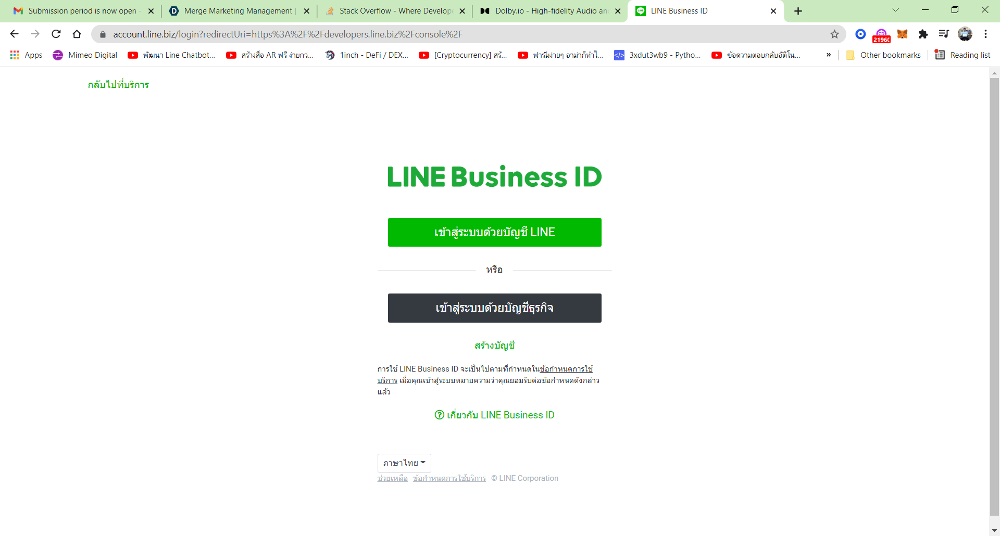 Submission period is now open -
Merge Marketing Management |
Stack Overflow - Where Develope
Dolby.io - High-fidelity Audio an
LINE Business ID
account.line.biz/login?redirectUri=https%3A%2F%2Fdevelopers.line.biz%2Fconsole%2F
2196(
Apps
Mimeo Digital
พัฒนา Line Chatbot...
สร้างสื่อ AR ฟรี ง่ายกว่...
1inch - DeFi / DEX...
[Cryptocurrency] สรั...
ฟาร์มง่ายๆ อาม่าก็ทำไ...
3xdut3wb9 - Pytho...
ข้อความตอบกลับอัติโน...
»
Other bookmarks
Reading list
กลับไปที่บริการ
LINE Business ID
เข้าสู่ระบบด้วยบัญชี LINE
หรือ
เข้าสู่ระบบด้วยบัญชีธุรกิจ
สร้างบัญชี
การใช้ LINE Business ID จะเป็นไปตามที่กำหนดในข้อกำหนดการใช้
บริการ เมื่อคุณเข้าสู่ระบบหมายความว่าคุณยอมรับต่อข้อกำหนดดังกล่าว
แล้ว
เกี่ยวกับ LINE Business ID
ภาษาไทย
ช่วยเหลือ ข้อกำหนดการใช้บริการ © LINE Corporation